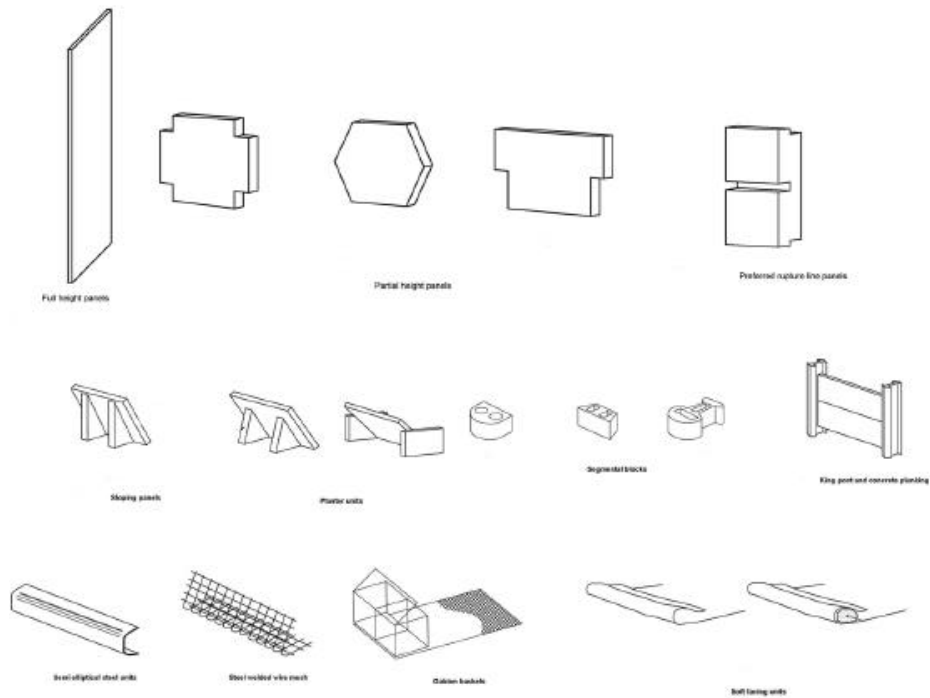 Full height panels
Partial height panels
Preferred rupture line panels
Sloping panels
Planter units
Segmental blocks
King post and concrete planking
Semi elliptical steel units
Steel welded wire mesh
Gabion baskets
Soft facing units